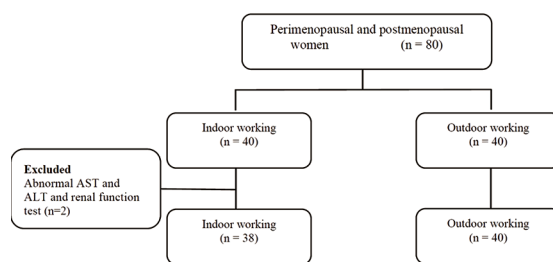 Perimenopausal and postmenopausal
women (n = 80)
Indoor working
(n = 40)
Outdoor working
(n = 40)
Excluded
Abnormal AST and
ALT and renal function
test (n=2)
Indoor working
(n = 38)
Outdoor working
(n = 40)